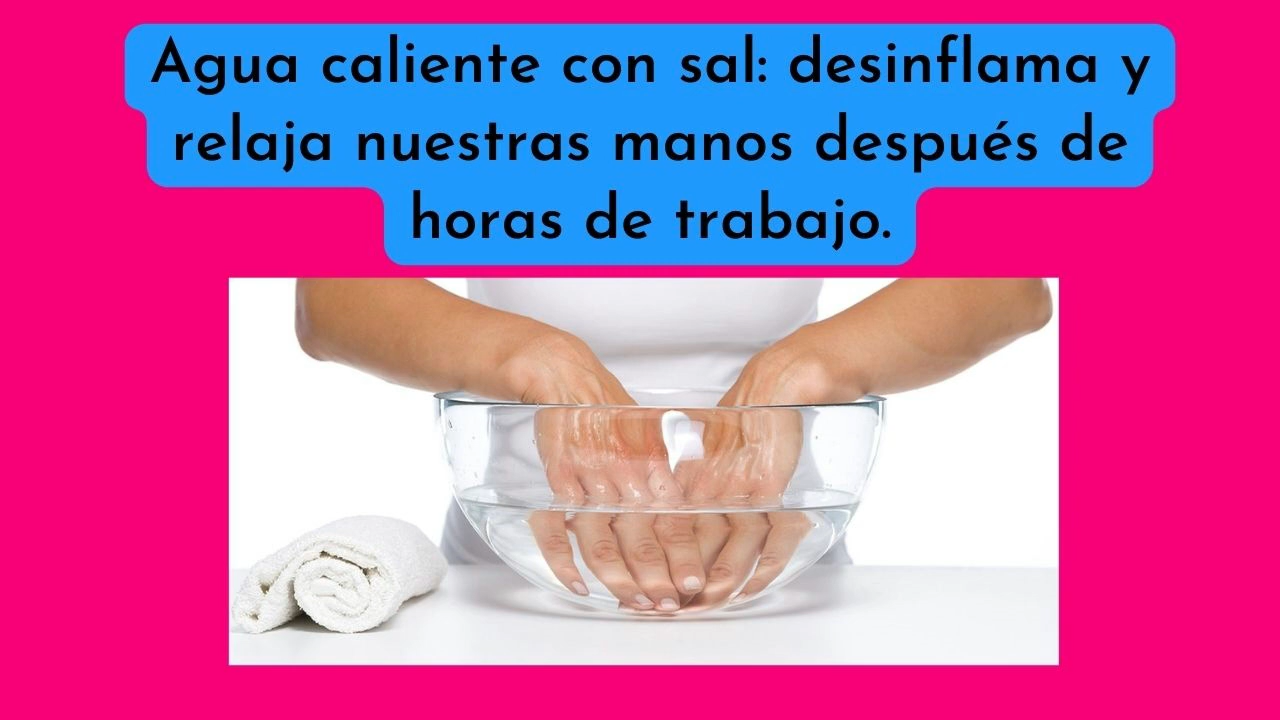 Agua caliente con sal: desinflama y
relaja nuestras manos después de
horas de trabajo.